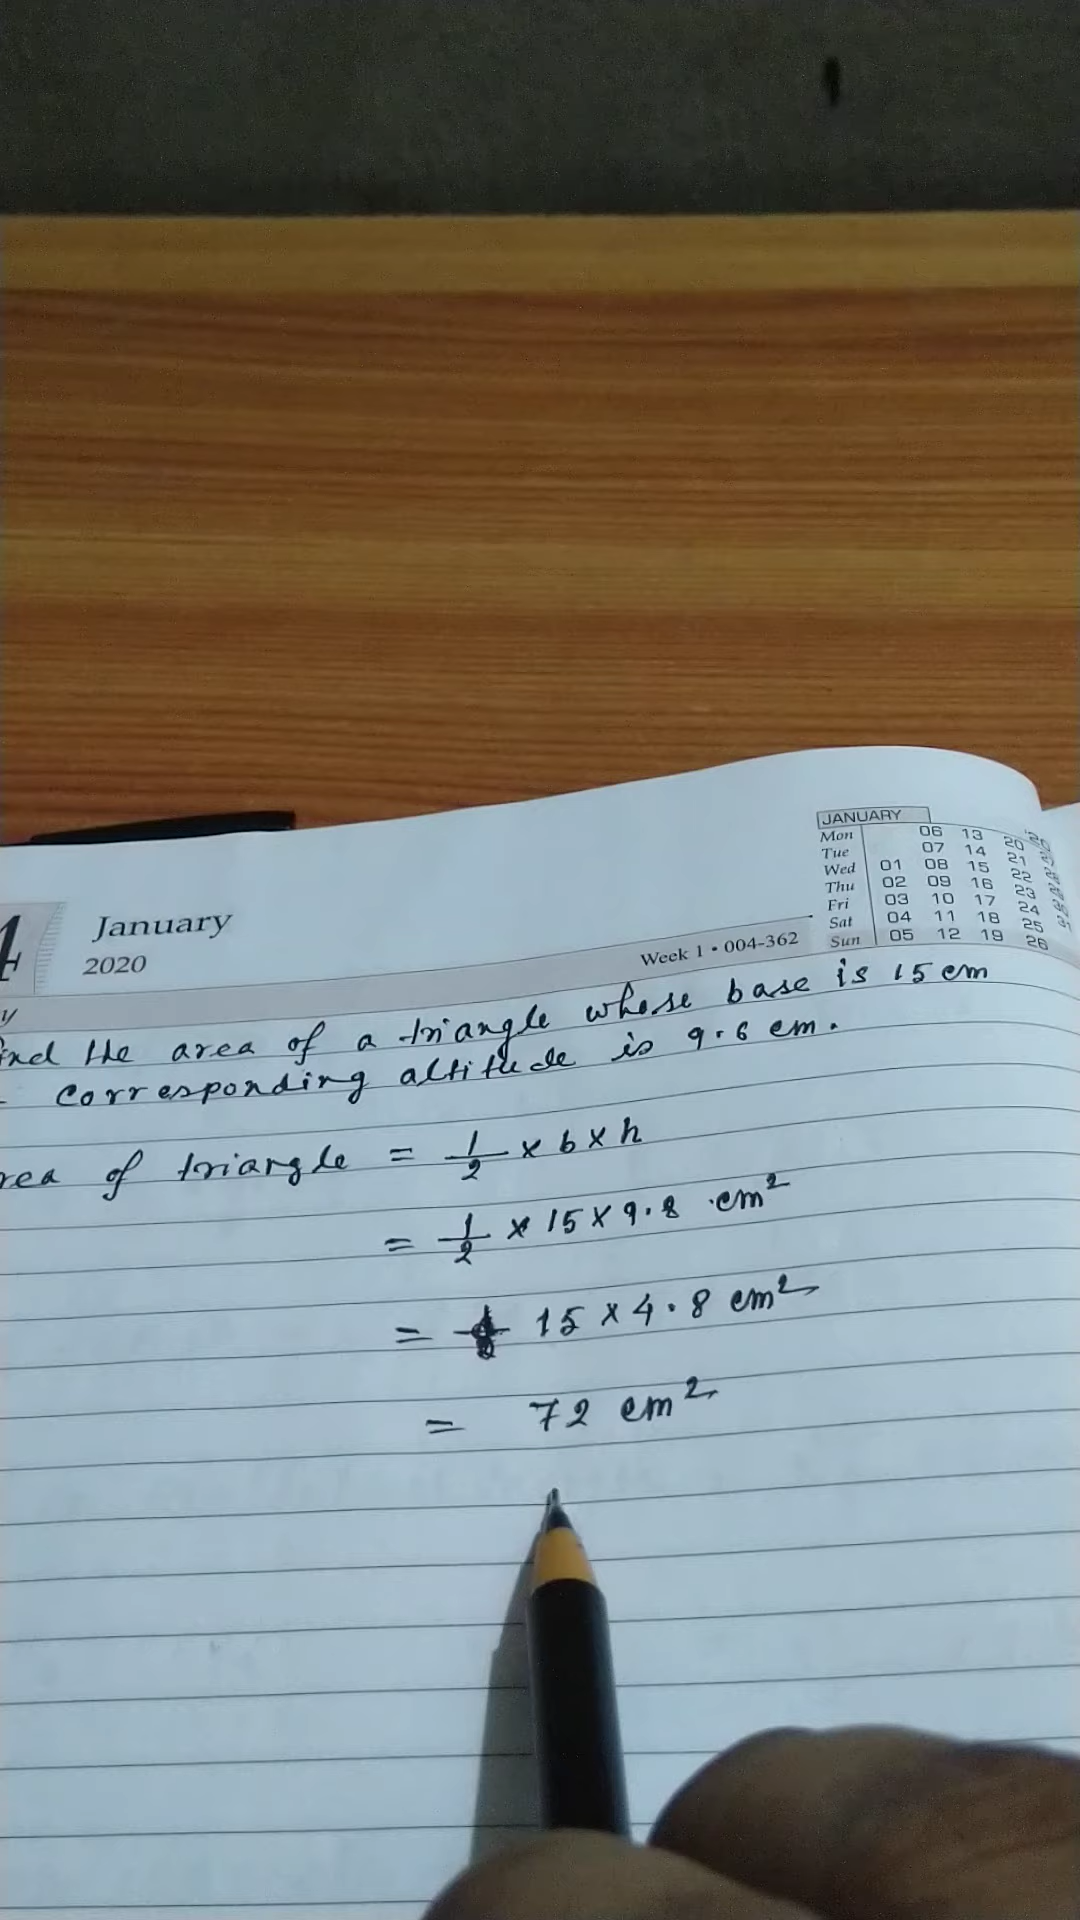 4 January
2020
Week 1 • 004-362
JANUARY
Mon 06 13 20
Tue 07 14 21
Wed 01 08 15 22
Thu 02 09 16 23
Fri 03 10 17 24
Sat 04 11 18 25
Sun 05 12 19 26
y
ind the area of a triangle whose base is 15 cm
corresponding altitude is 9.6 cm.
rea of triangle = 1/2 × b × h
= 1/2 × 15 × 9.8 cm²
= 15 × 4.8 cm²
= 72 cm²